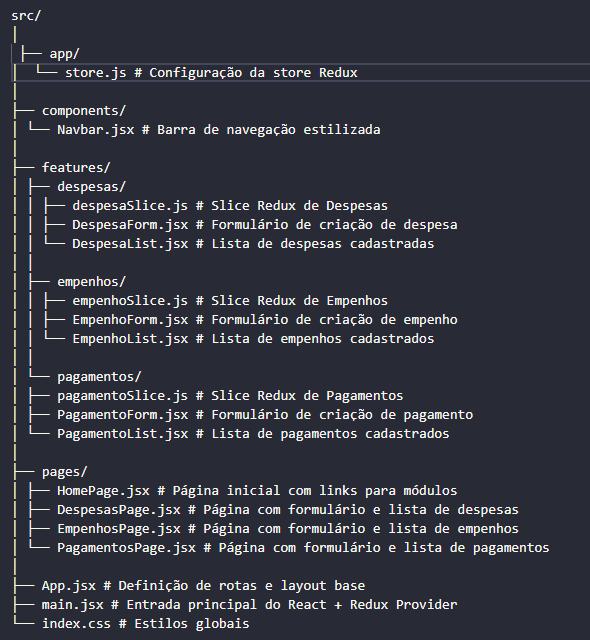 src/
│
├── app/
│ └── store.js # Configuração da store Redux
│
├── components/
│ └── Navbar.jsx # Barra de navegação estilizada
│
├── features/
│ ├── despesas/
│ │ ├── despesaSlice.js # Slice Redux de Despesas
│ │ ├── DespesaForm.jsx # Formulário de criação de despesa
│ │ └── DespesaList.jsx # Lista de despesas cadastradas
│ │
│ ├── empenhos/
│ │ ├── empenhoSlice.js # Slice Redux de Empenhos
│ │ ├── EmpenhoForm.jsx # Formulário de criação de empenho
│ │ └── EmpenhoList.jsx # Lista de empenhos cadastrados
│ │
│ └── pagamentos/
│ ├── pagamentoSlice.js # Slice Redux de Pagamentos
│ ├── PagamentoForm.jsx # Formulário de criação de pagamento
│ └── PagamentoList.jsx # Lista de pagamentos cadastrados
│
├── pages/
│ ├── HomePage.jsx # Página inicial com links para módulos
│ ├── DespesasPage.jsx # Página com formulário e lista de despesas
│ ├── EmpenhosPage.jsx # Página com formulário e lista de empenhos
│ └── PagamentosPage.jsx # Página com formulário e lista de pagamentos
│
├── App.jsx # Definição de rotas e layout base
├── main.jsx # Entrada principal do React + Redux Provider
└── index.css # Estilos globais